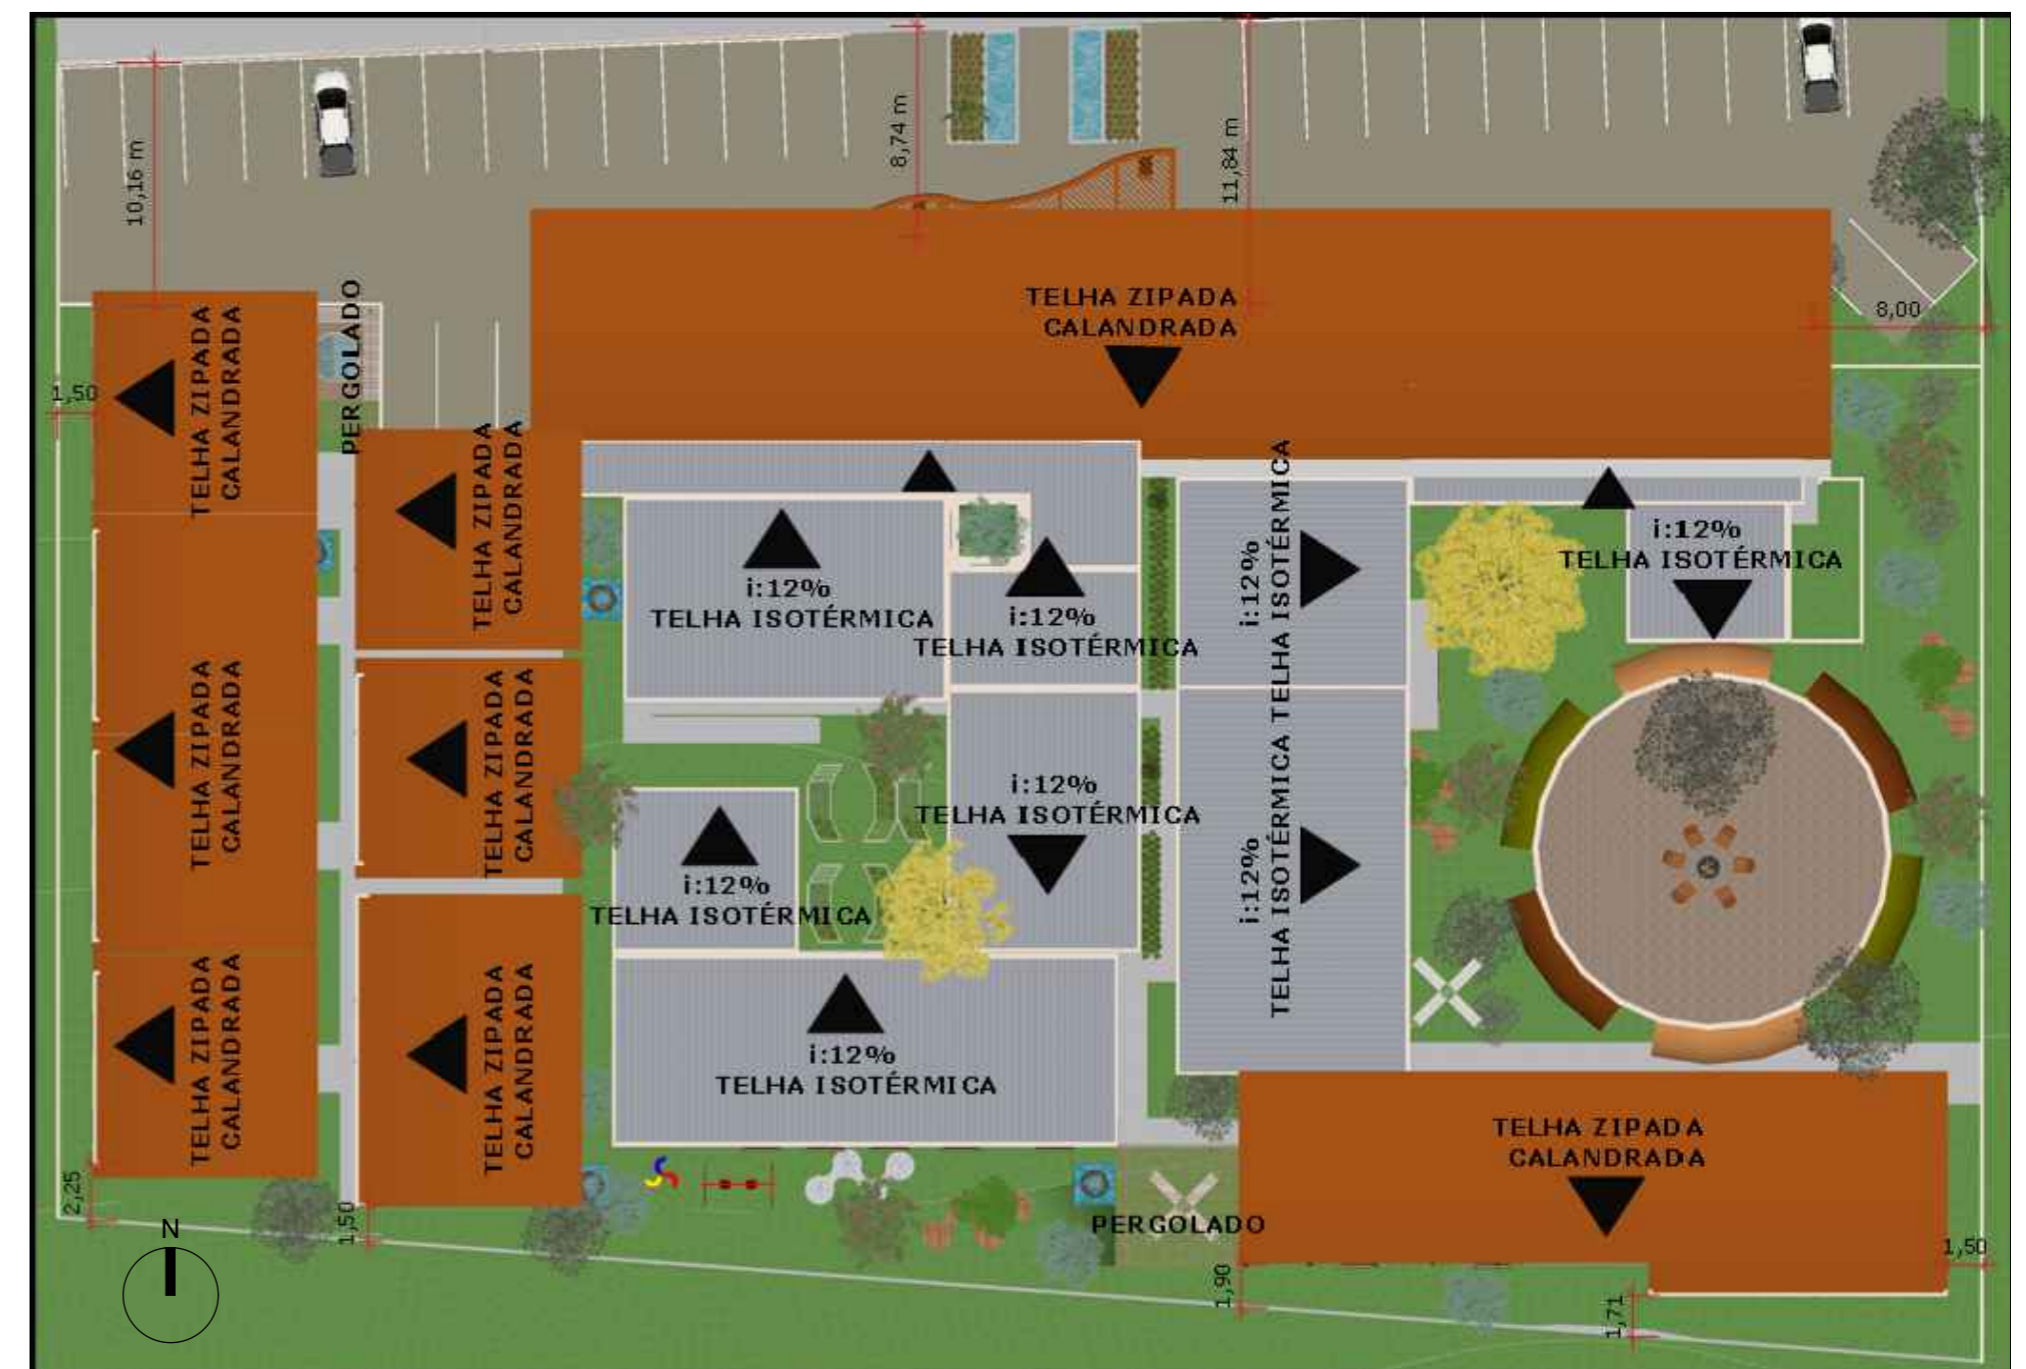 10,16 m
8,74 m
11,84 m
8,00
1,50
TELHA ZIPADA
CALANDRADA
PERGOLADO
TELHA ZIPADA
CALANDRADA
TELHA ZIPADA
CALANDRADA
i:12%
TELHA ISOTÉRMICA
i:12%
TELHA ISOTÉRMICA
i:12%
TELHA ISOTÉRMICA
i:12%
TELHA ISOTÉRMICA
TELHA ZIPADA
CALANDRADA
TELHA ZIPADA
CALANDRADA
i:12%
TELHA ISOTÉRMICA
i:12%
TELHA ISOTÉRMICA
i:12%
TELHA ISOTÉRMICA
TELHA ZIPADA
CALANDRADA
TELHA ZIPADA
CALANDRADA
i:12%
TELHA ISOTÉRMICA
TELHA ZIPADA
CALANDRADA
PERGOLADO
2,25
1,50
1,90
1,71
1,50
N